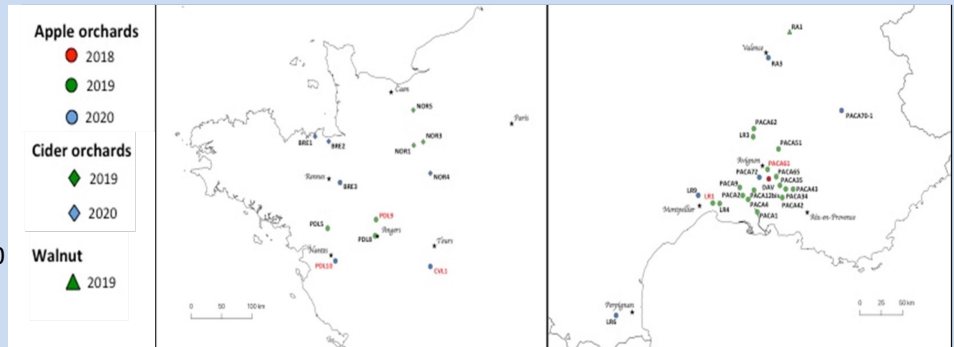 Apple orchards
2018
2019
2020
Cider orchards
2019
2020
Walnut
2019
Caen
NOR5
Paris
NOR3
NOR1
BRE1
BRE2
NOR4
Rennes
BRE3
PDL9
PDL5
Angers
PDL8
Tours
Nantes
PDL10
CVL1
0 50 100 km
RA1
Valence
RA3
PACA70-1
PACA62
LR3
PACA51
Avignon
PACA61
PACA72
PACA65
PACA35
PACA9
DAV
PACA43
LR9
LR1
PACA2
PACA12bis
PACA34
Montpellier
LR4
PACA4
PACA42
PACA1
Aix-en-Provence
Perpignan
LR6
0 25 50 km